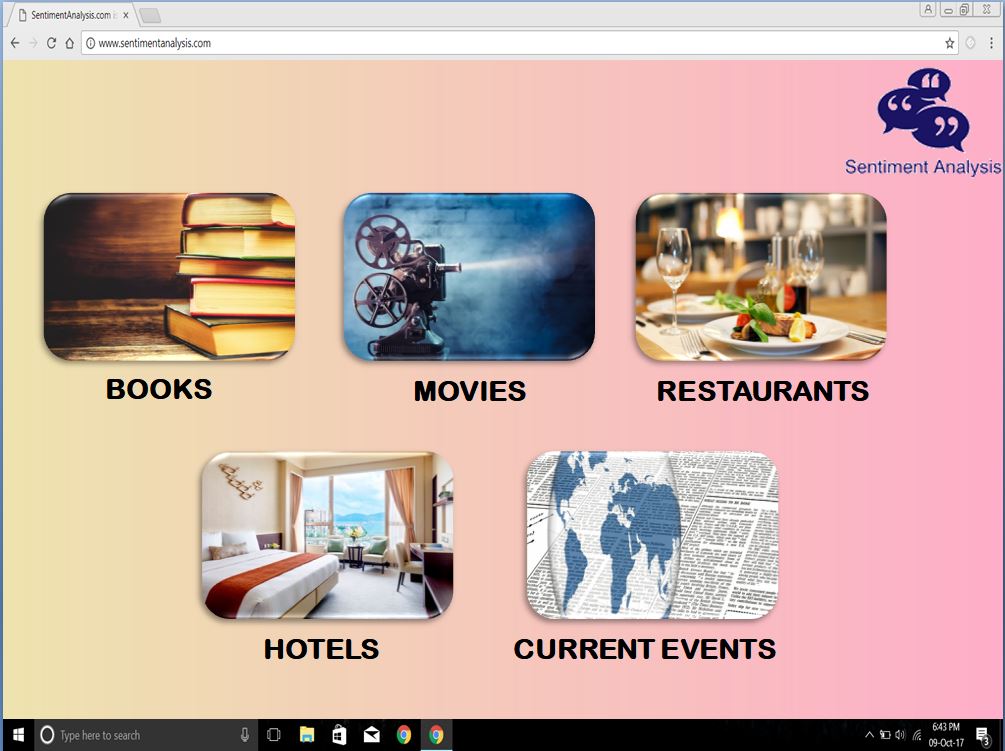 SentimentAnalysis.com is
www.sentimentanalysis.com
Sentiment Analysis
BOOKS
MOVIES
RESTAURANTS
HOTELS
CURRENT EVENTS
Type here to search
6:43 PM
09-Oct-17
3